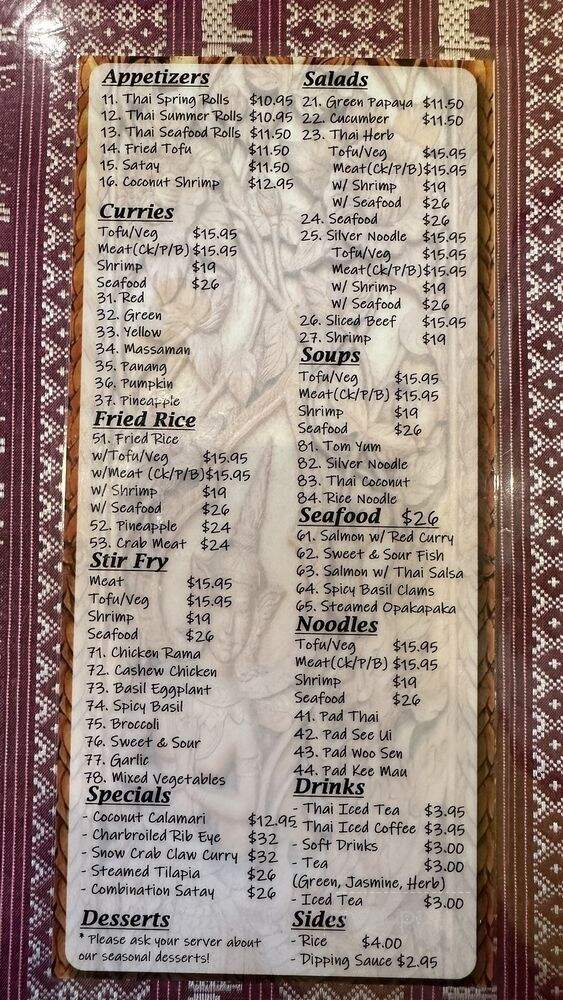 Appetizers
11. Thai Spring Rolls $10.95
12. Thai Summer Rolls $10.95
13. Thai Seafood Rolls $11.50
14. Fried Tofu $11.50
15. Satay $11.50
16. Coconut Shrimp $12.95
Curries
Tofu/Veg $15.95
Meat(Ck/P/B) $15.95
Shrimp $19
Seafood $26
31. Red
32. Green
33. Yellow
34. Massaman
35. Panang
36. Pumpkin
37. Pineapple
Fried Rice
51. Fried Rice
w/Tofu/Veg $15.95
w/Meat (Ck/P/B)$15.95
w/ Shrimp $19
w/ Seafood $26
52. Pineapple $24
53. Crab Meat $24
Stir Fry
Meat $15.95
Tofu/Veg $15.95
Shrimp $19
Seafood $26
71. Chicken Rama
72. Cashew Chicken
73. Basil Eggplant
74. Spicy Basil
75. Broccoli
76. Sweet & Sour
77. Garlic
78. Mixed Vegetables
Specials
- Coconut Calamari $12.95
- Charbroiled Rib Eye $32
- Snow Crab Claw Curry $32
- Steamed Tilapia $26
- Combination Satay $26
Desserts
* Please ask your server about
our seasonal desserts!
Salads
21. Green Papaya $11.50
22. Cucumber $11.50
23. Thai Herb
Tofu/Veg $15.95
Meat(Ck/P/B)$15.95
w/ Shrimp $19
w/ Seafood $26
24. Seafood $26
25. Silver Noodle $15.95
Tofu/Veg $15.95
Meat(Ck/P/B)$15.95
w/ Shrimp $19
w/ Seafood $26
26. Sliced Beef $15.95
27. Shrimp $19
Soups
Tofu/Veg $15.95
Meat(Ck/P/B) $15.95
Shrimp $19
Seafood $26
81. Tom Yum
82. Silver Noodle
83. Thai Coconut
84. Rice Noodle
Seafood $26
61. Salmon w/ Red Curry
62. Sweet & Sour Fish
63. Salmon w/ Thai Salsa
64. Spicy Basil Clams
65. Steamed Opakapaka
Noodles
Tofu/Veg $15.95
Meat(Ck/P/B) $15.95
Shrimp $19
Seafood $26
41. Pad Thai
42. Pad See Ui
43. Pad Woo Sen
44. Pad Kee Mau
Drinks
- Thai Iced Tea $3.95
- Thai Iced Coffee $3.95
- Soft Drinks $3.00
- Tea $3.00
(Green, Jasmine, Herb)
- Iced Tea $3.00
Sides
- Rice $4.00
- Dipping Sauce $2.95